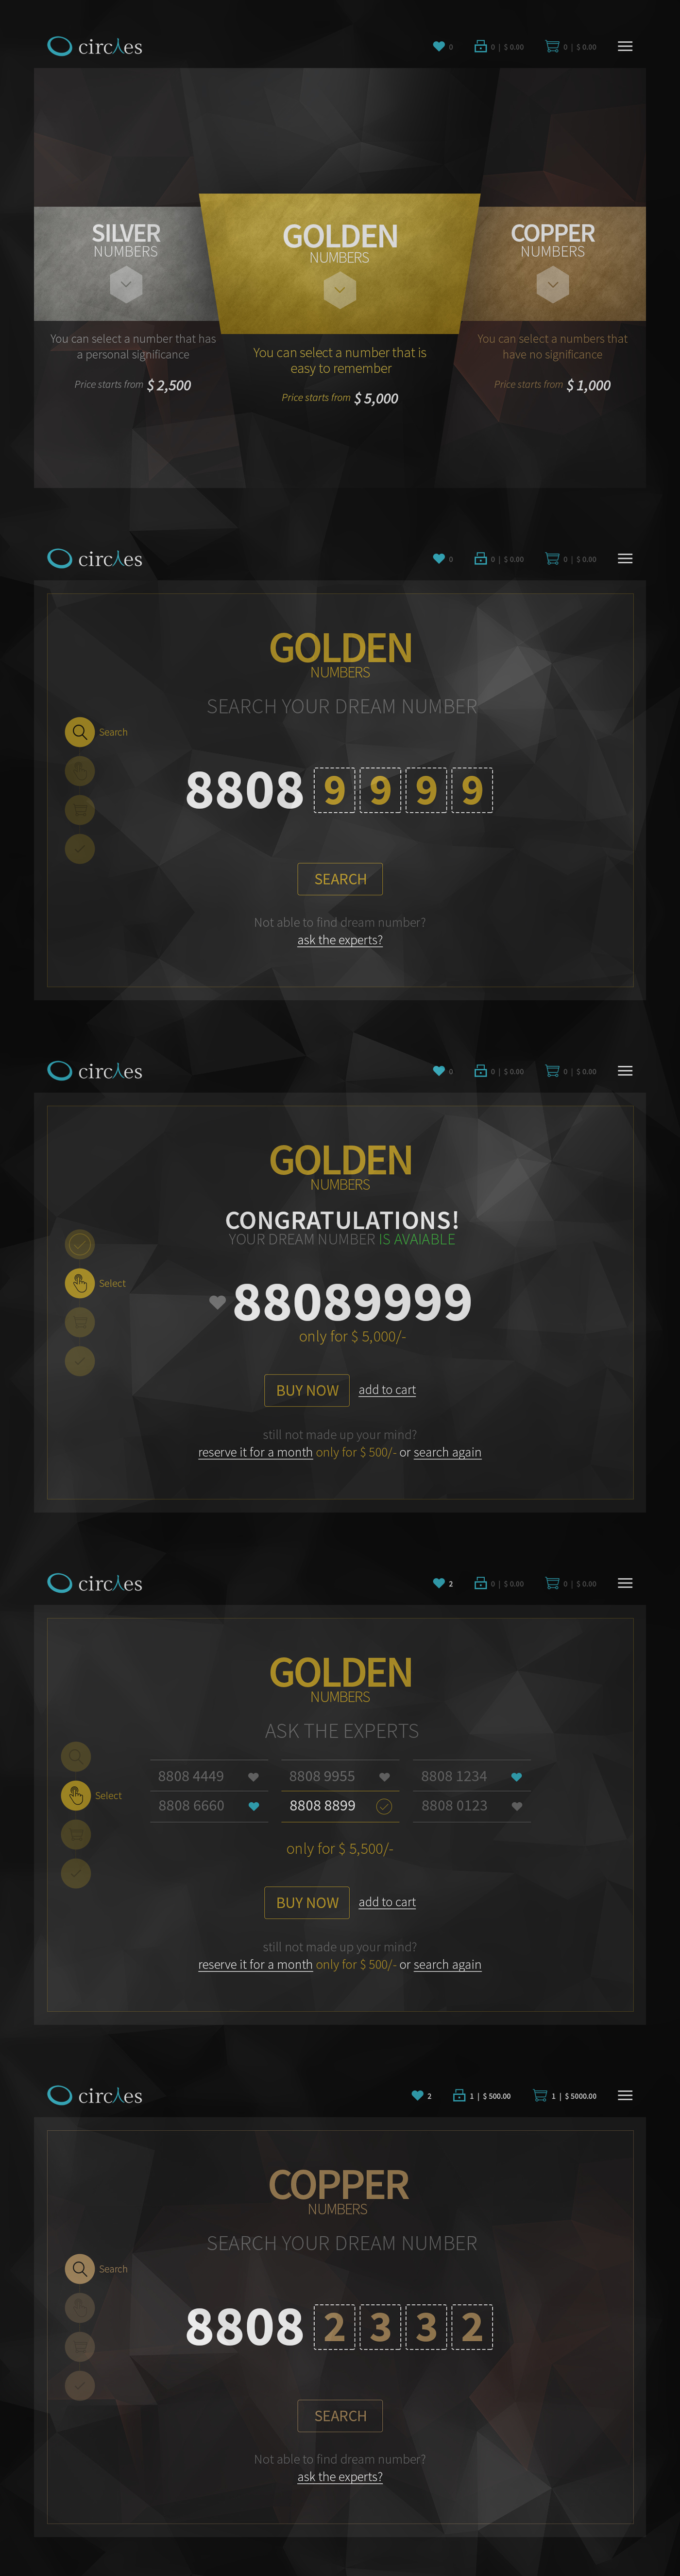 circles 0 0 | $ 0.00 0 | $ 0.00
SILVER
NUMBERS
You can select a number that has
a personal significance
Price starts from $ 2,500
GOLDEN
NUMBERS
You can select a number that is
easy to remember
Price starts from $ 5,000
COPPER
NUMBERS
You can select a numbers that
have no significance
Price starts from $ 1,000
circles 0 0 | $ 0.00 0 | $ 0.00
GOLDEN
NUMBERS
SEARCH YOUR DREAM NUMBER
Search
8808 9 9 9 9
SEARCH
Not able to find dream number?
ask the experts?
circles 0 0 | $ 0.00 0 | $ 0.00
GOLDEN
NUMBERS
CONGRATULATIONS!
YOUR DREAM NUMBER IS AVAIABLE
Select
88089999
only for $ 5,000/-
BUY NOW add to cart
still not made up your mind?
reserve it for a month only for $ 500/- or search again
circles 2 0 | $ 0.00 0 | $ 0.00
GOLDEN
NUMBERS
ASK THE EXPERTS
Select
8808 4449 8808 9955 8808 1234
8808 6660 8808 8899 8808 0123
only for $ 5,500/-
BUY NOW add to cart
still not made up your mind?
reserve it for a month only for $ 500/- or search again
circles 2 1 | $ 500.00 1 | $ 5000.00
COPPER
NUMBERS
SEARCH YOUR DREAM NUMBER
Search
8808 2 3 3 2
SEARCH
Not able to find dream number?
ask the experts?